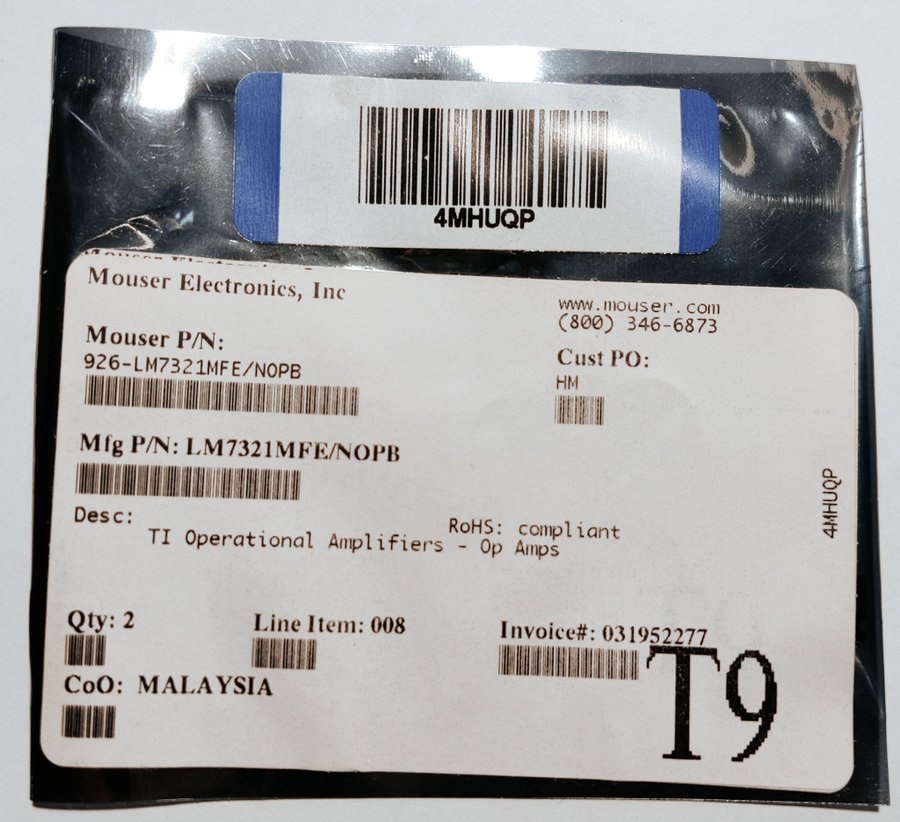 4MHUQP
Mouser Electronics, Inc
www.mouser.com
(800) 346-6873
Mouser P/N:
926-LM7321MFE/NOPB
Cust PO:
HM
Mfg P/N: LM7321MFE/NOPB
4MHUQP
Desc:
RoHS: compliant
TI Operational Amplifiers - Op Amps
Qty: 2
Line Item: 008
Invoice#: 031952277
CoO: MALAYSIA
T9